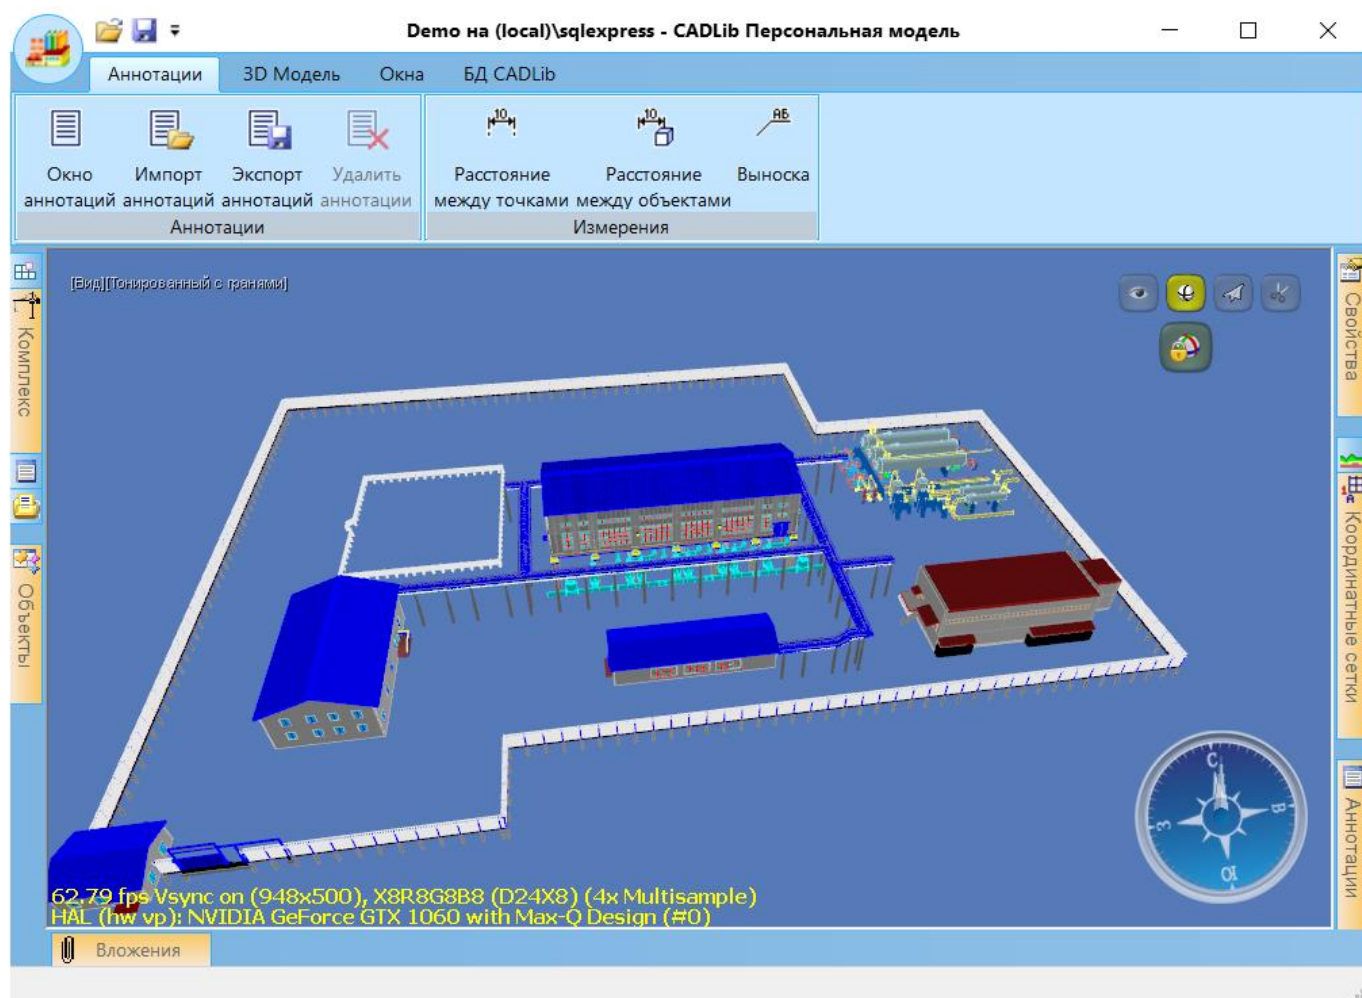 Demo на (local)\sqlexpress - CADLib Персональная модель
Аннотации 3D Модель Окна БД CADLib
Окно аннотаций
Импорт аннотаций
Экспорт аннотаций
Удалить аннотации
Расстояние между точками
Расстояние между объектами
Выноска
Аннотации
Измерения
10
10
АБ
[Вид][Тонированный с гранями]
Комплекс
Объекты
Свойства
Координатные сетки
Аннотации
С
В
Ю
З
62.79 fps Vsync on (948x500), X8R8G8B8 (D24X8) (4x Multisample)
HAL (hw vp): NVIDIA GeForce GTX 1060 with Max-Q Design (#0)
Вложения